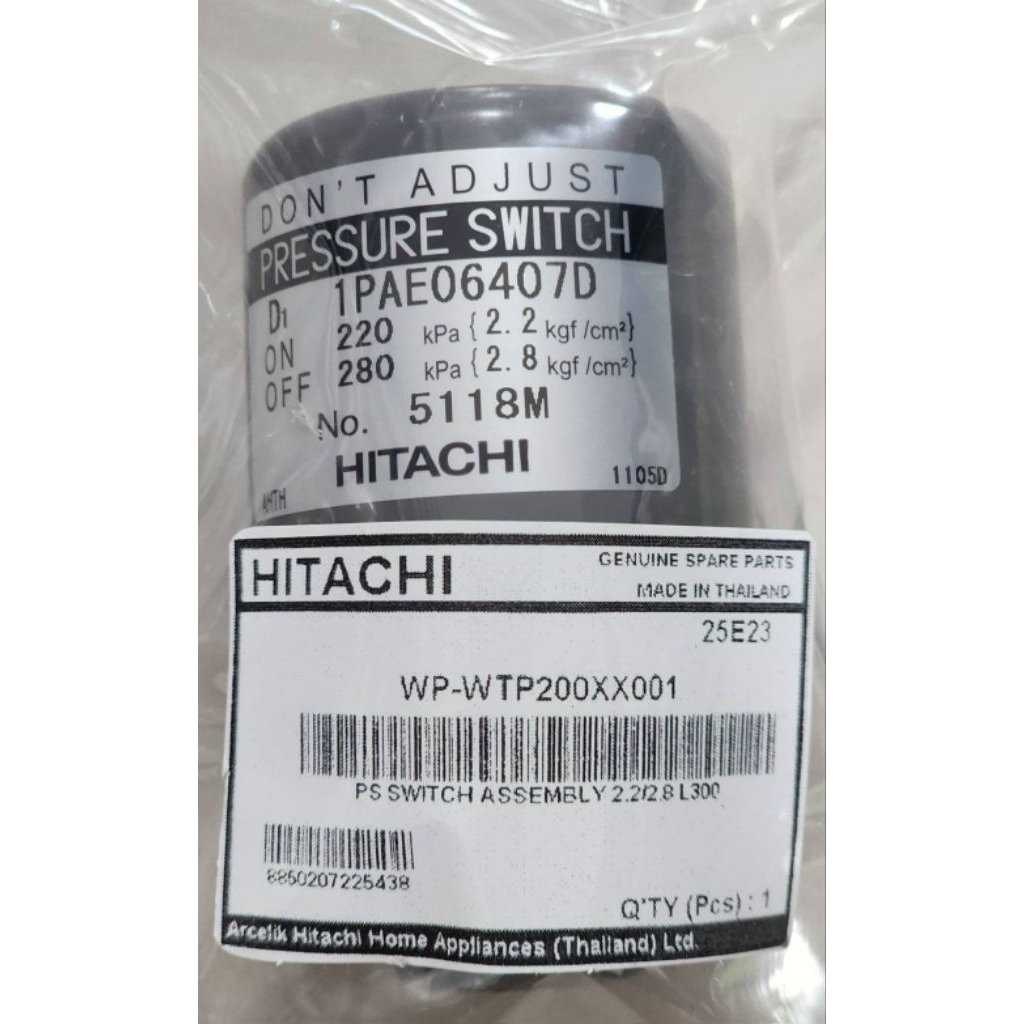 DON'T ADJUST
PRESSURE SWITCH
D1 1PAE06407D
ON 220 kPa { 2. 2 kgf /cm²}
OFF 280 kPa { 2. 8 kgf /cm²}
No. 5118M
HITACHI
1105D
AHTH
HITACHI
GENUINE SPARE PARTS
MADE IN THAILAND
25E23
WP-WTP200XX001
PS SWITCH ASSEMBLY 2.2/2.8 L300
8850207225438
Q'TY (Pcs) : 1
Arcelik Hitachi Home Appliances (Thailand) Ltd.